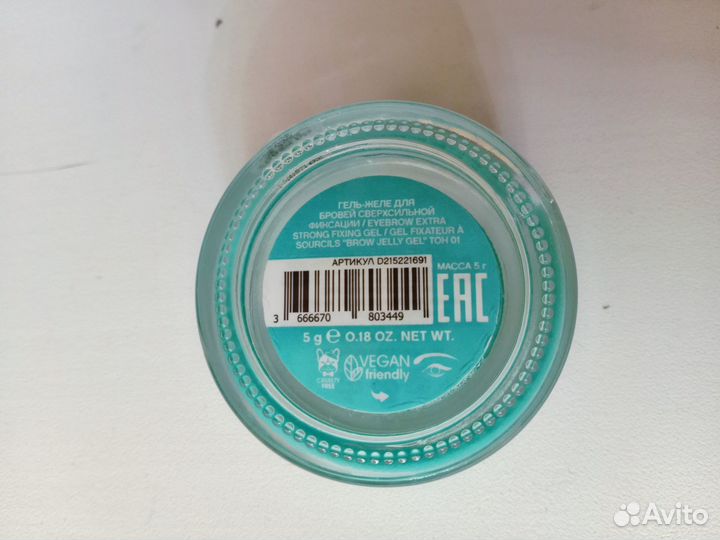 ГЕЛЬ-ЖЕЛЕ ДЛЯ
БРОВЕЙ СВЕРХСИЛЬНОЙ
ФИКСАЦИИ / EYEBROW EXTRA
STRONG FIXING GEL / GEL FIXATEUR À
SOURCILS "BROW JELLY GEL" ТОН 01
АРТИКУЛ D215221691
МАССА 5 г
EAC
3 666670 803449
5 g e 0.18 OZ. NET WT.
CRUELTY
FREE
VEGAN
friendly
Avito